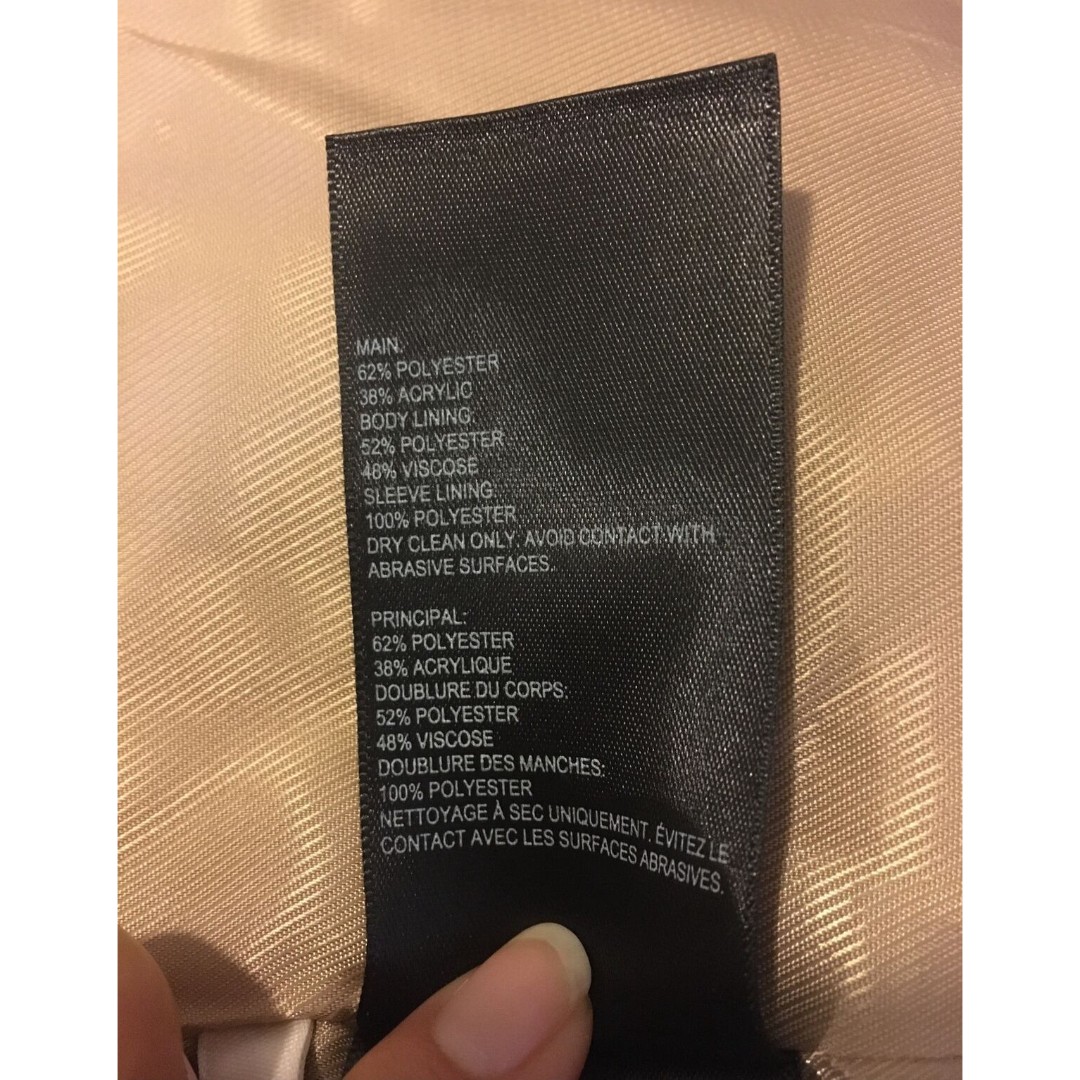 MAIN:
62% POLYESTER
38% ACRYLIC
BODY LINING:
52% POLYESTER
48% VISCOSE
SLEEVE LINING:
100% POLYESTER
DRY CLEAN ONLY. AVOID CONTACT WITH
ABRASIVE SURFACES.
PRINCIPAL:
62% POLYESTER
38% ACRYLIQUE
DOUBLURE DU CORPS:
52% POLYESTER
48% VISCOSE
DOUBLURE DES MANCHES:
100% POLYESTER
NETTOYAGE À SEC UNIQUEMENT. ÉVITEZ LE
CONTACT AVEC LES SURFACES ABRASIVES.